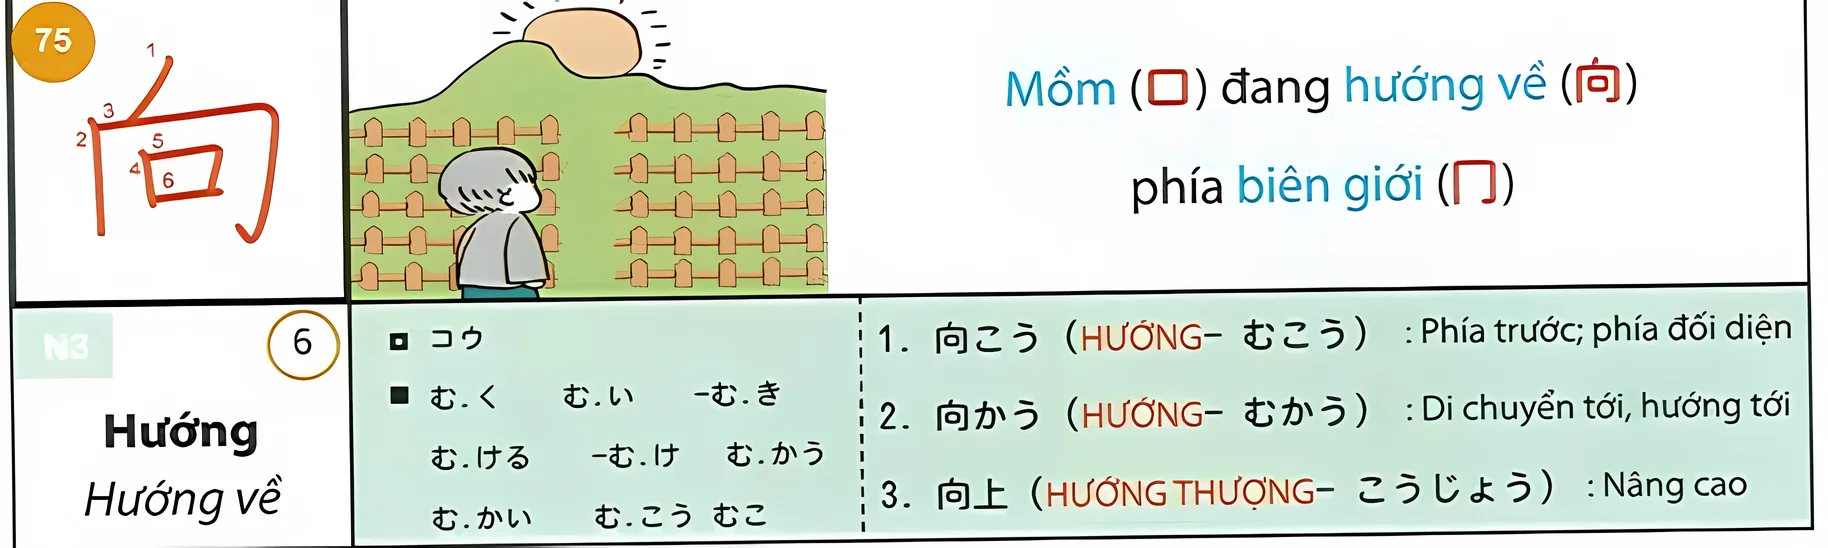 75
向
1
2
3
4
5
6
Mồm (口) đang hướng về (向)
phía biên giới (冂)
N3
6
Hướng
Hướng về
コウ
む.く む.い -む.き
む.ける -む.け む.かう
む.かい む.こう むこ
1. 向こう (HƯỚNG- むこう) : Phía trước; phía đối diện
2. 向かう (HƯỚNG- むかう) : Di chuyển tới, hướng tới
3. 向上 (HƯỚNG THƯỢNG- こうじょう) : Nâng cao